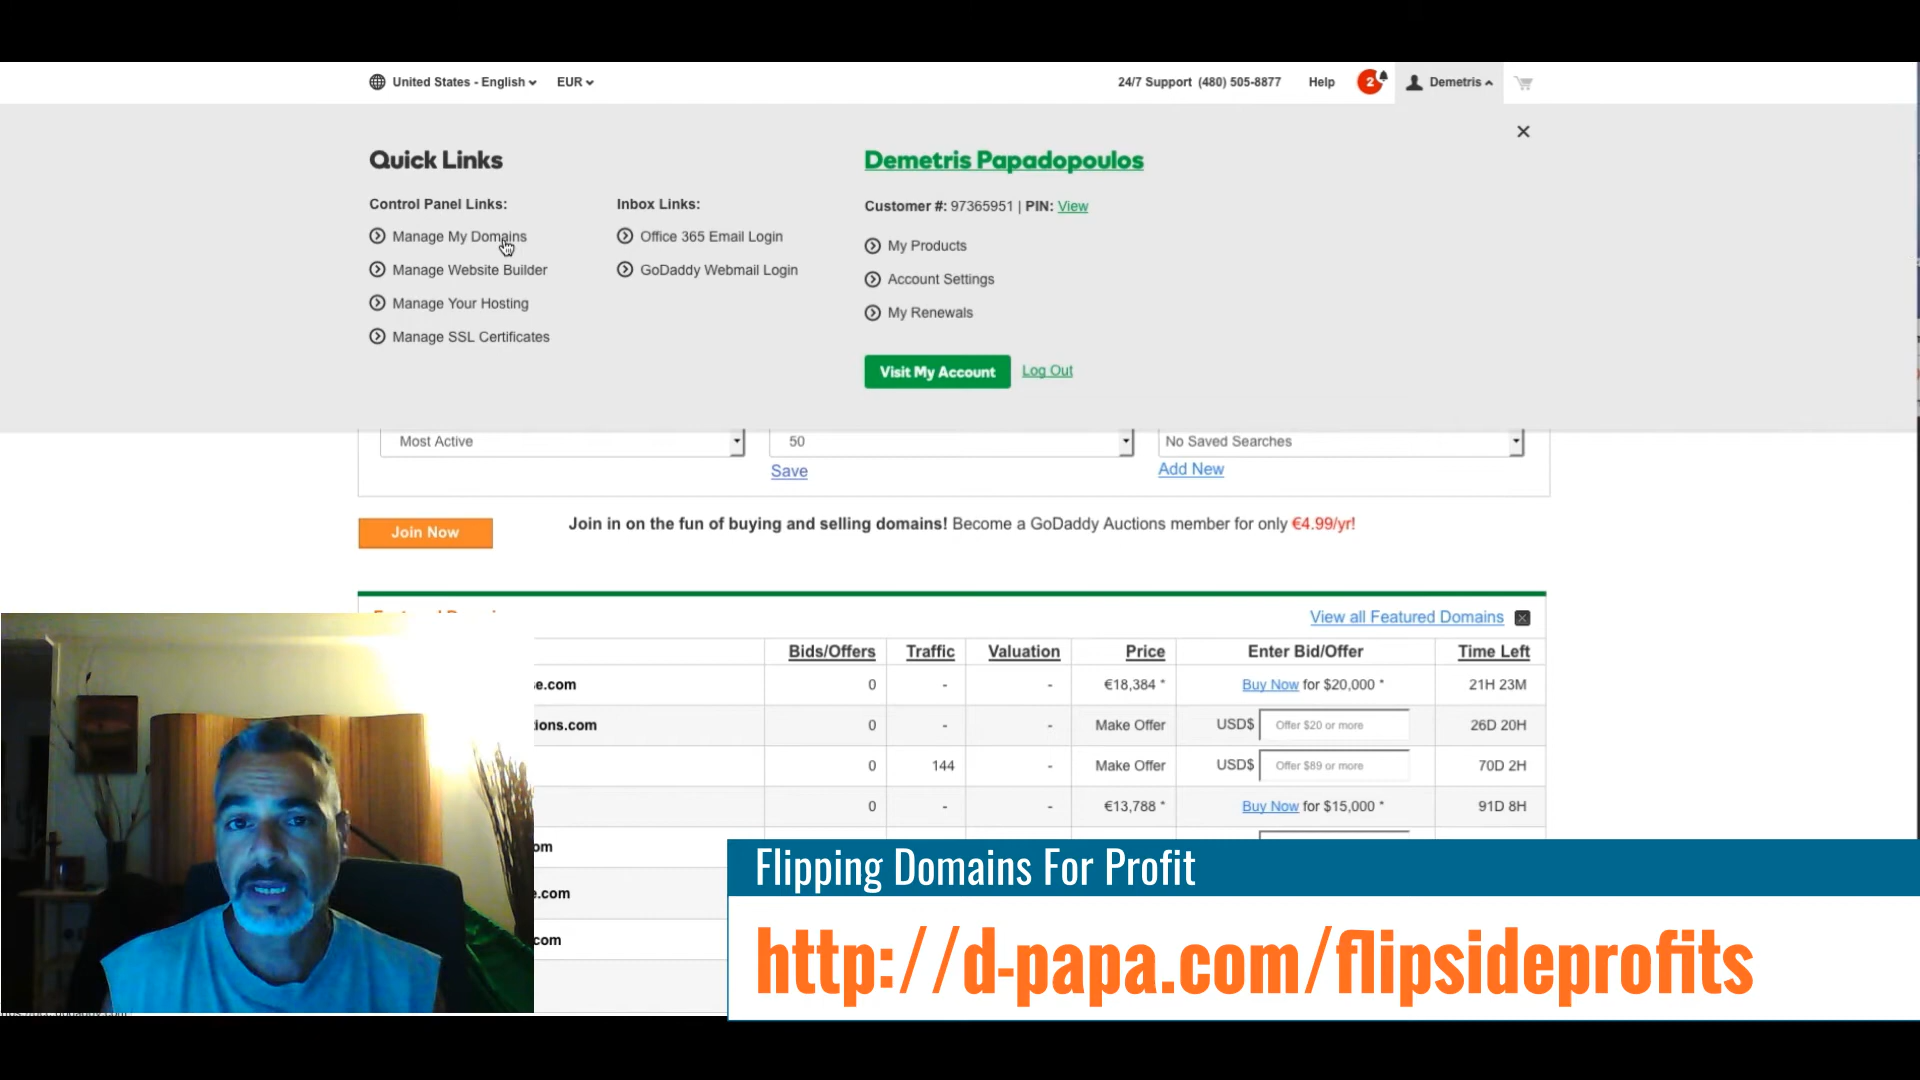 United States - English EUR 24/7 Support (480) 505-8877 Help 2 Demetris
Quick Links
Control Panel Links:
Manage My Domains
Manage Website Builder
Manage Your Hosting
Manage SSL Certificates
Inbox Links:
Office 365 Email Login
GoDaddy Webmail Login
Demetris Papadopoulos
Customer #: 97365951 | PIN: View
My Products
Account Settings
My Renewals
Visit My Account Log Out
Most Active 50 No Saved Searches
Save Add New
Join Now Join in on the fun of buying and selling domains! Become a GoDaddy Auctions member for only €4.99/yr!
View all Featured Domains
Bids/Offers Traffic Valuation Price Enter Bid/Offer Time Left
e.com 0 - - €18,384 * Buy Now for $20,000 * 21H 23M
ions.com 0 - - Make Offer USD$ Offer $20 or more 26D 20H
0 144 - Make Offer USD$ Offer $89 or more 70D 2H
0 - - €13,788 * Buy Now for $15,000 * 91D 8H
om
e.com
com
Flipping Domains For Profit
http://d-papa.com/flipsideprofits